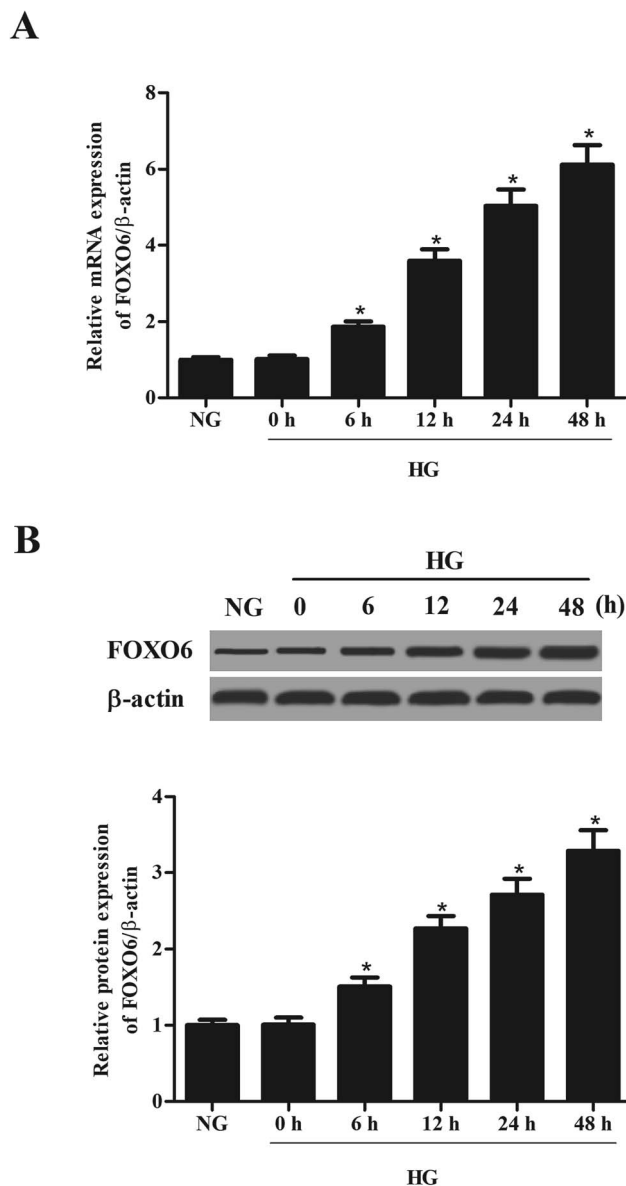 A
Relative mRNA expression
of FOXO6/β-actin
8
6
4
2
0
*
*
*
*
NG 0 h 6 h 12 h 24 h 48 h
HG
B
HG
NG 0 6 12 24 48 (h)
FOXO6
β-actin
Relative protein expression
of FOXO6/β-actin
4
3
2
1
0
*
*
*
*
NG 0 h 6 h 12 h 24 h 48 h
HG